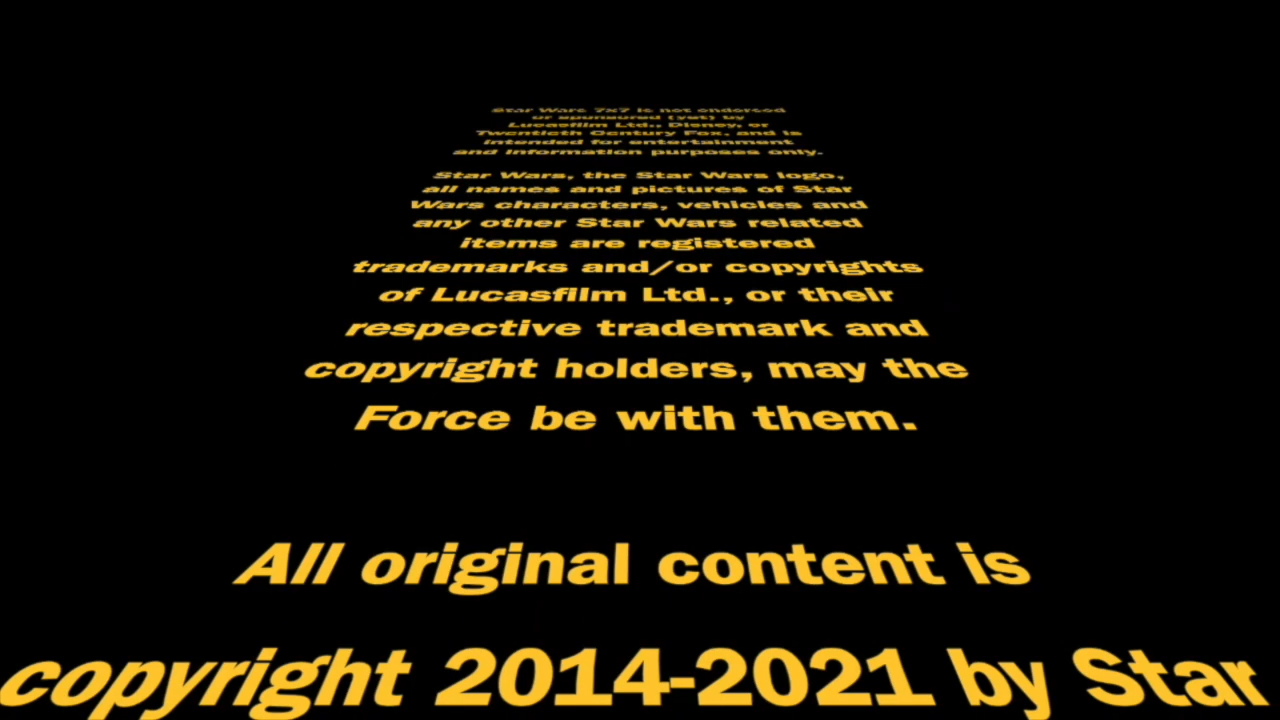 Star Wars 7x7 is not endorsed
or sponsored (yet) by
Lucasfilm Ltd., Disney, or
Twentieth Century Fox, and is
intended for entertainment
and information purposes only.
Star Wars, the Star Wars logo,
all names and pictures of Star
Wars characters, vehicles and
any other Star Wars related
items are registered
trademarks and/or copyrights
of Lucasfilm Ltd., or their
respective trademark and
copyright holders, may the
Force be with them.
All original content is
copyright 2014-2021 by Star